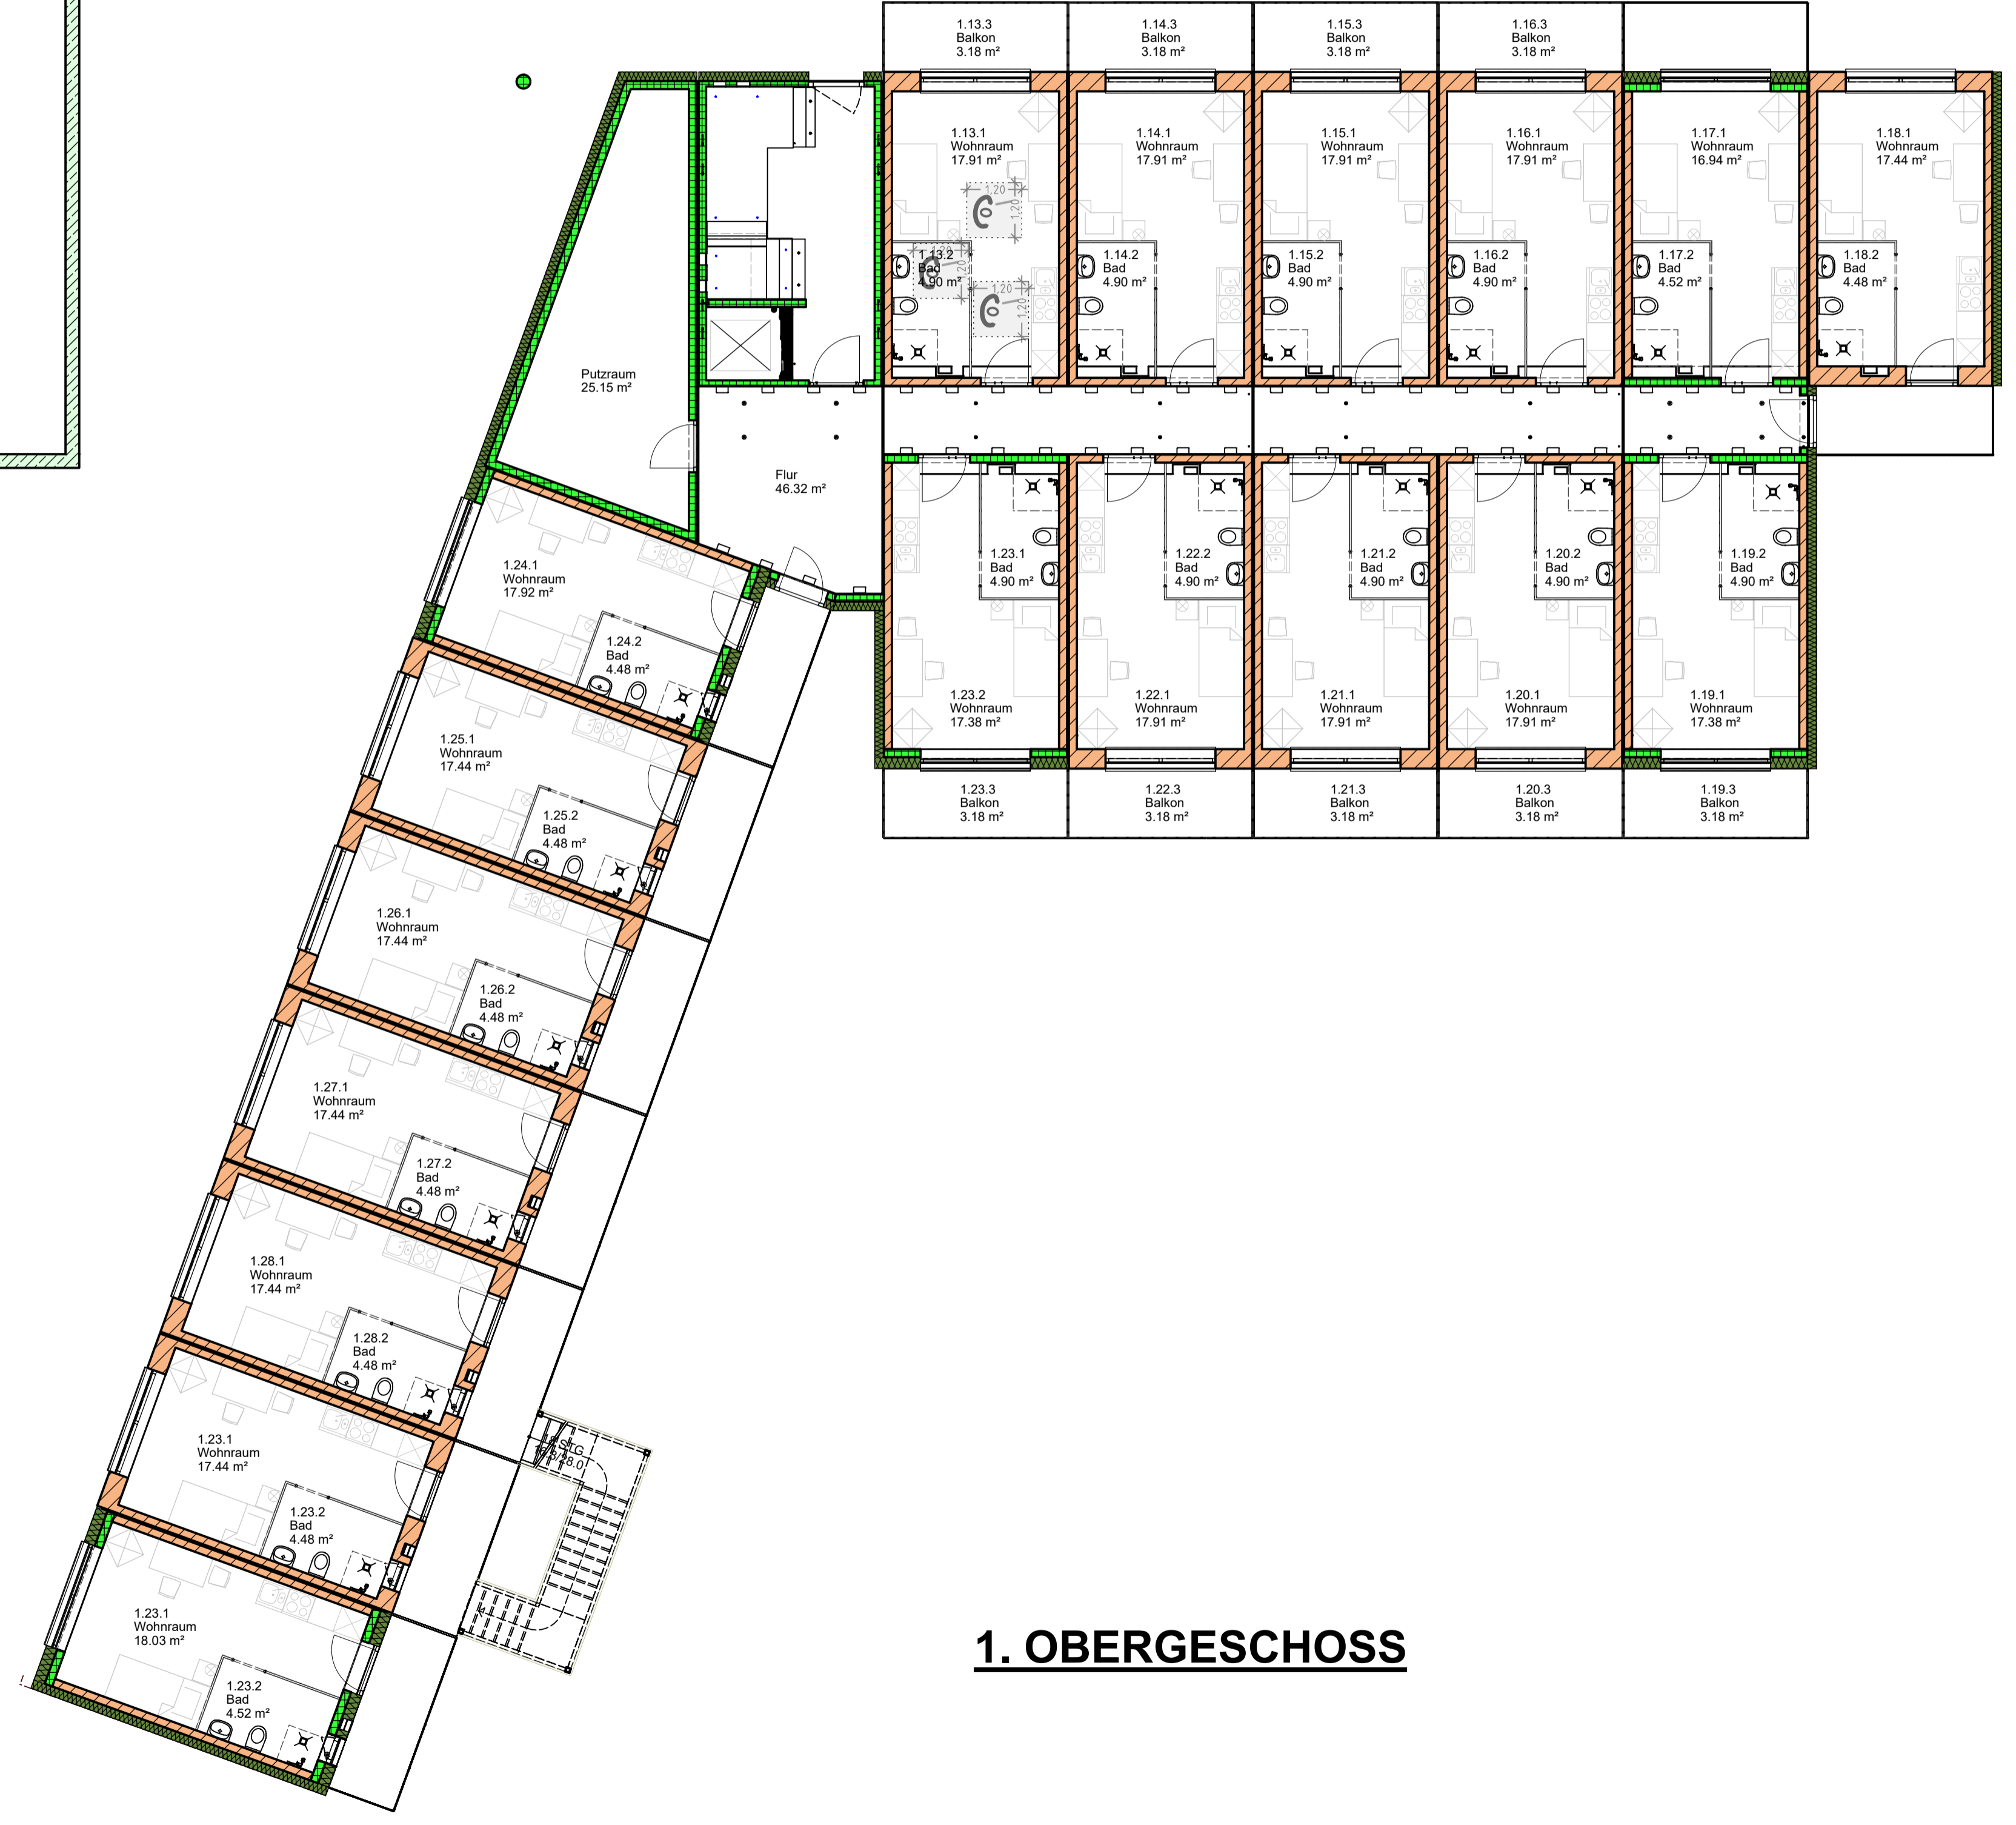 1.13.3
Balkon
3.18 m²
1.14.3
Balkon
3.18 m²
1.15.3
Balkon
3.18 m²
1.16.3
Balkon
3.18 m²
1.13.1
Wohnraum
17.91 m²
1.14.1
Wohnraum
17.91 m²
1.15.1
Wohnraum
17.91 m²
1.16.1
Wohnraum
17.91 m²
1.17.1
Wohnraum
16.94 m²
1.18.1
Wohnraum
17.44 m²
1,20
1,20
1,20
1,20
1,20
1,20
1.13.2
Bad
4.90 m²
1.14.2
Bad
4.90 m²
1.15.2
Bad
4.90 m²
1.16.2
Bad
4.90 m²
1.17.2
Bad
4.52 m²
1.18.2
Bad
4.48 m²
Putzraum
25.15 m²
Flur
46.32 m²
1.23.1
Bad
4.90 m²
1.22.2
Bad
4.90 m²
1.21.2
Bad
4.90 m²
1.20.2
Bad
4.90 m²
1.19.2
Bad
4.90 m²
1.23.2
Wohnraum
17.38 m²
1.22.1
Wohnraum
17.91 m²
1.21.1
Wohnraum
17.91 m²
1.20.1
Wohnraum
17.91 m²
1.19.1
Wohnraum
17.38 m²
1.23.3
Balkon
3.18 m²
1.22.3
Balkon
3.18 m²
1.21.3
Balkon
3.18 m²
1.20.3
Balkon
3.18 m²
1.19.3
Balkon
3.18 m²
1.24.1
Wohnraum
17.92 m²
1.24.2
Bad
4.48 m²
1.25.1
Wohnraum
17.44 m²
1.25.2
Bad
4.48 m²
1.26.1
Wohnraum
17.44 m²
1.26.2
Bad
4.48 m²
1.27.1
Wohnraum
17.44 m²
1.27.2
Bad
4.48 m²
1.28.1
Wohnraum
17.44 m²
1.28.2
Bad
4.48 m²
1.23.1
Wohnraum
17.44 m²
1.23.2
Bad
4.48 m²
STG
1.23.1
Wohnraum
18.03 m²
1.23.2
Bad
4.52 m²
1. OBERGESCHOSS